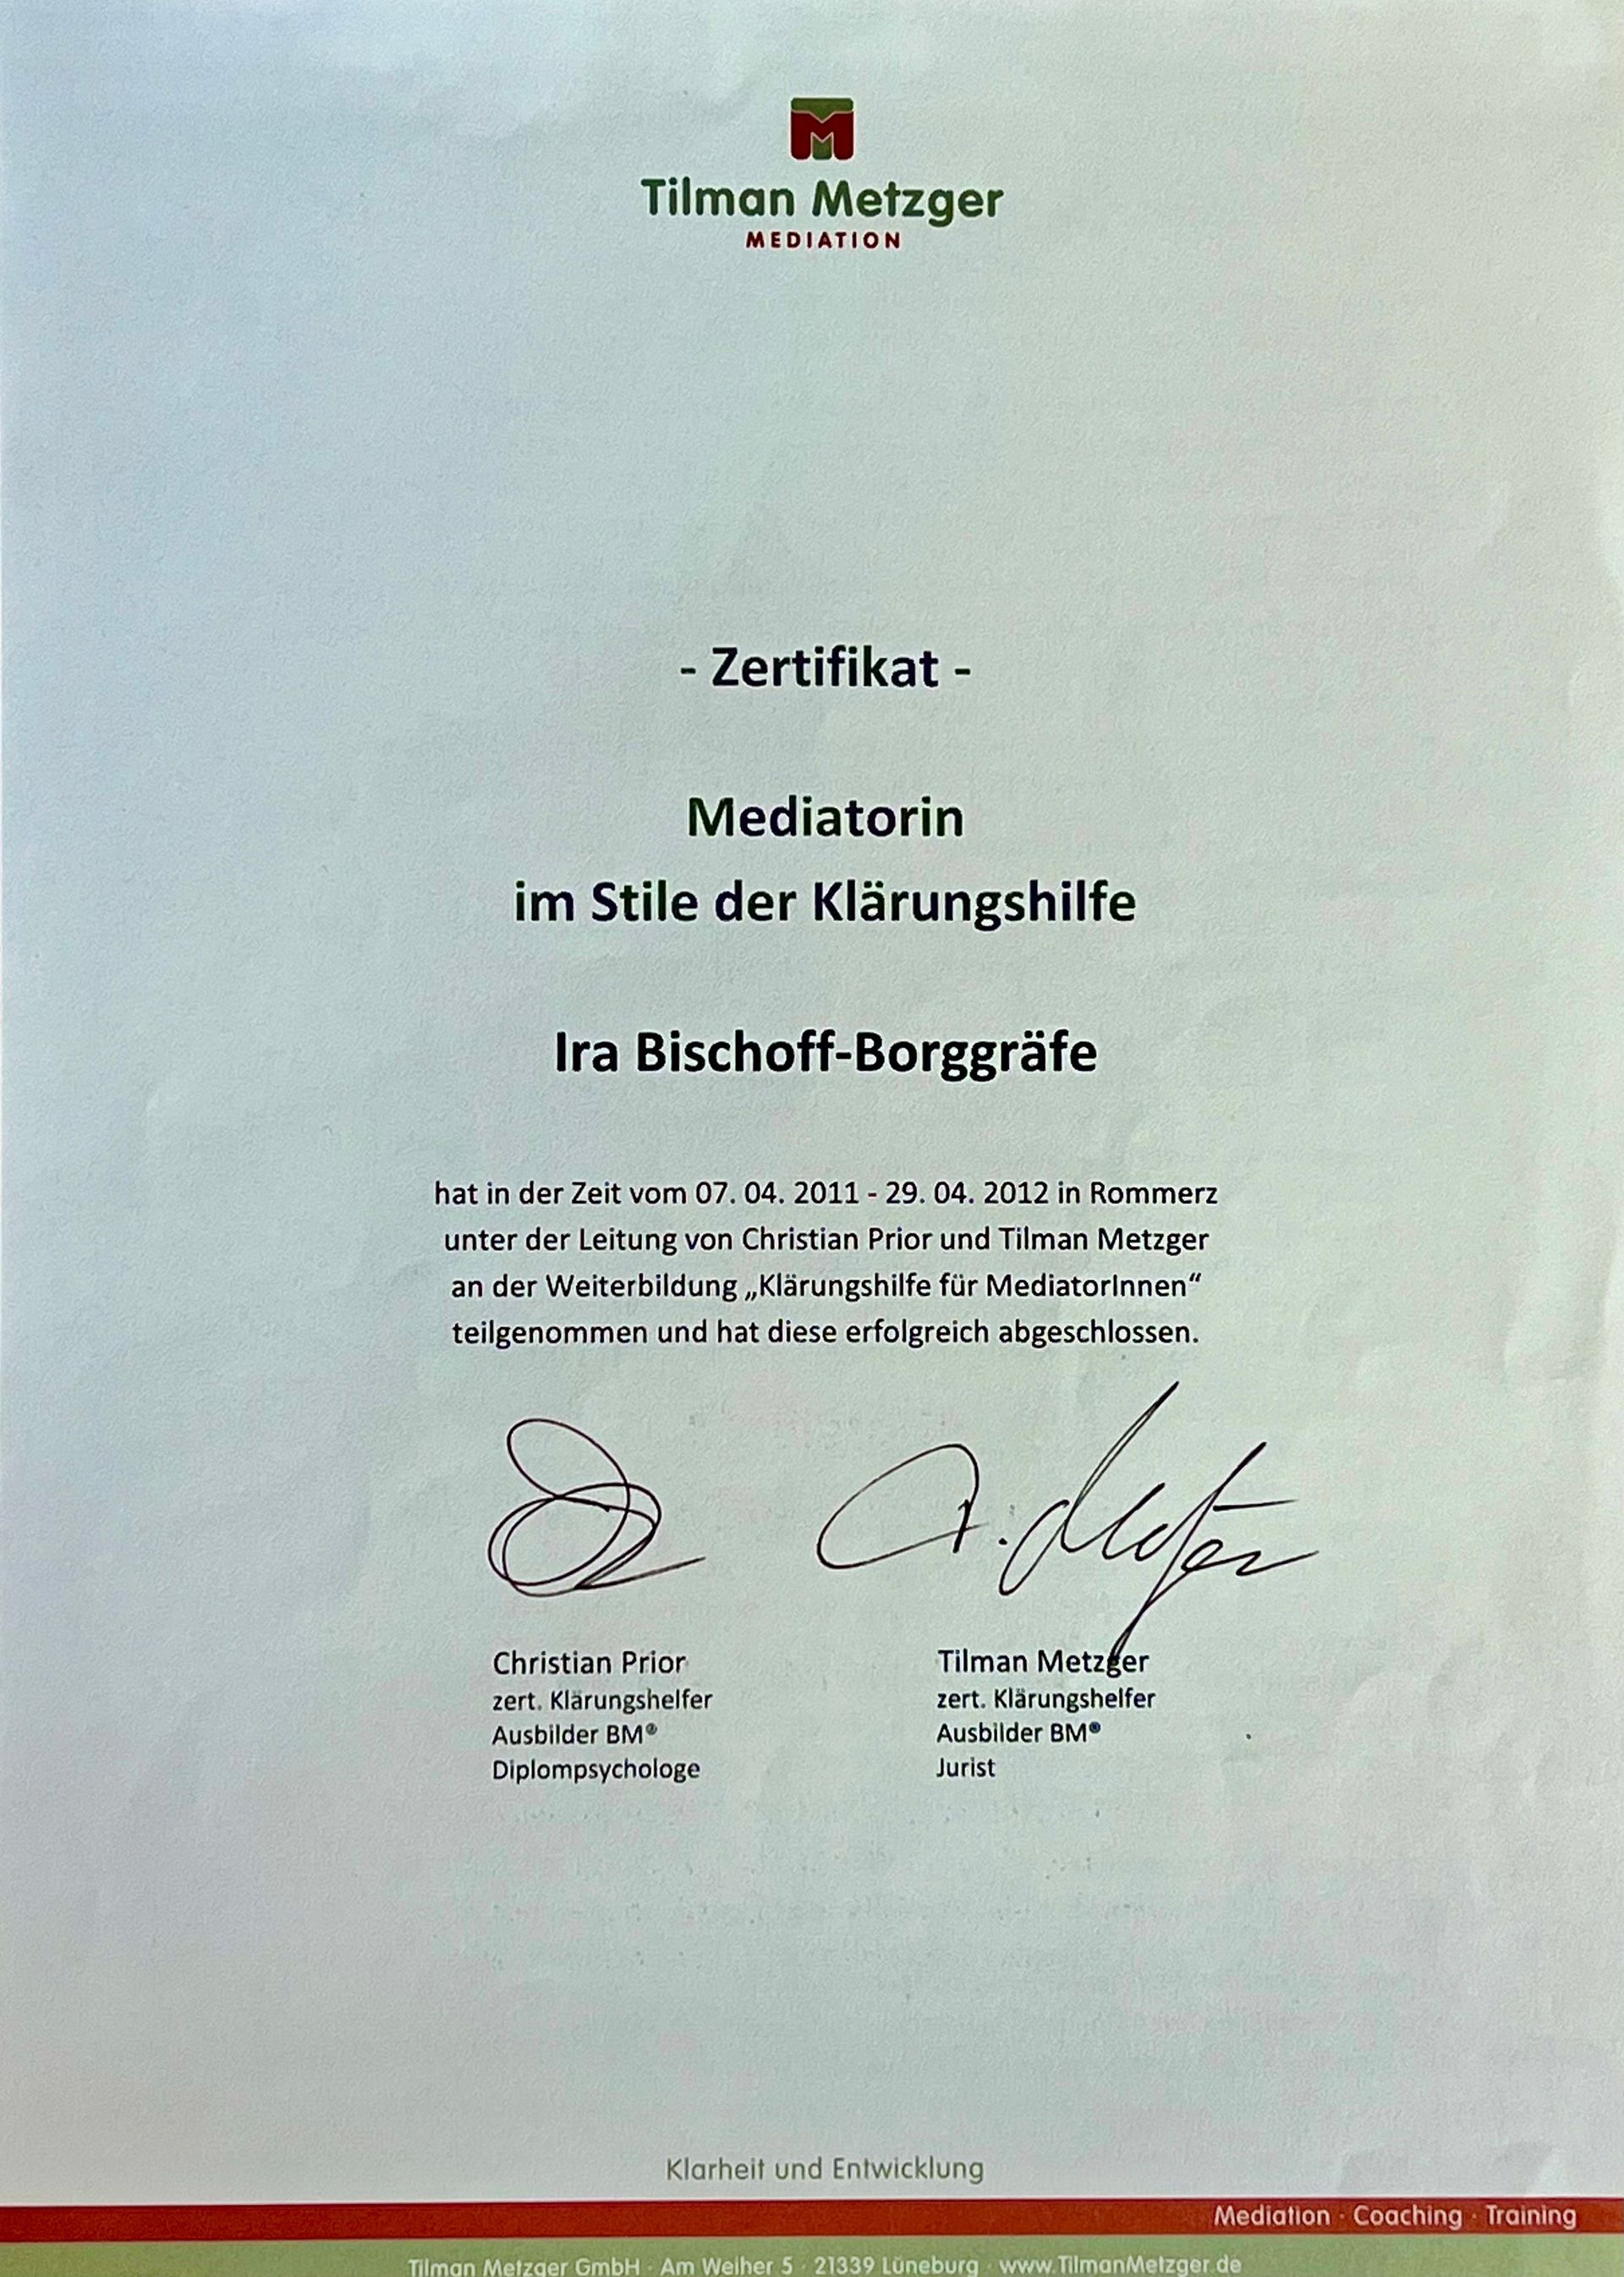 Tilman Metzger
MEDIATION
- Zertifikat -
Mediatorin
im Stile der Klärungshilfe
Ira Bischoff-Borggräfe
hat in der Zeit vom 07. 04. 2011 - 29. 04. 2012 in Rommerz
unter der Leitung von Christian Prior und Tilman Metzger
an der Weiterbildung „Klärungshilfe für MediatorInnen“
teilgenommen und hat diese erfolgreich abgeschlossen.
T. Metzger
Christian Prior
zert. Klärungshelfer
Ausbilder BM®
Diplompsychologe
Tilman Metzger
zert. Klärungshelfer
Ausbilder BM®
Jurist
Klarheit und Entwicklung
Mediation · Coaching · Training
Tilman Metzger GmbH · Am Weiher 5 · 21339 Lüneburg · www.TilmanMetzger.de